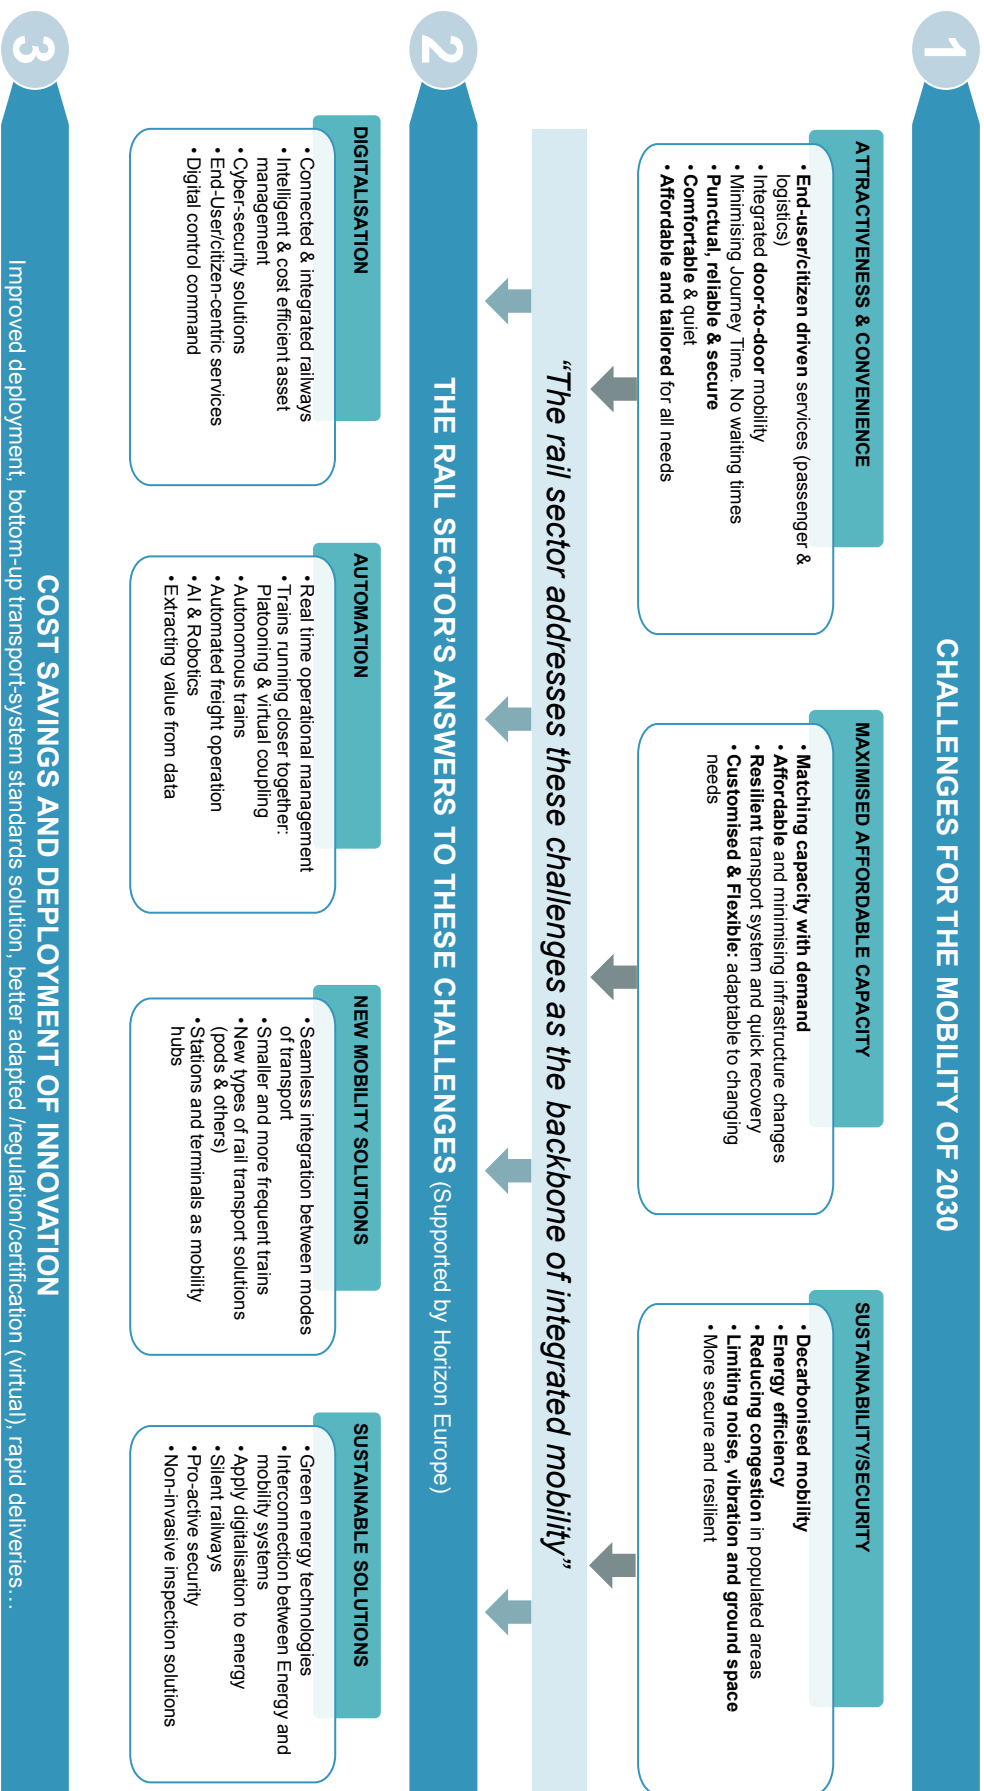 1
CHALLENGES FOR THE MOBILITY OF 2030
ATTRACTIVENESS & CONVENIENCE
• End-user/citizen driven services (passenger &
logistics)
• Integrated door-to-door mobility
• Minimising Journey Time. No waiting times
• Punctual, reliable & secure
• Comfortable & quiet
• Affordable and tailored for all needs
MAXIMISED AFFORDABLE CAPACITY
• Matching capacity with demand
• Affordable and minimising infrastructure changes
• Resilient transport system and quick recovery
• Customised & Flexible: adaptable to changing
needs
SUSTAINABILITY/SECURITY
• Decarbonised mobility
• Energy efficiency
• Reducing congestion in populated areas
• Limiting noise, vibration and ground space
• More secure and resilient
“The rail sector addresses these challenges as the backbone of integrated mobility”
2
THE RAIL SECTOR’S ANSWERS TO THESE CHALLENGES (Supported by Horizon Europe)
DIGITALISATION
• Connected & integrated railways
• Intelligent & cost efficient asset
management
• Cyber-security solutions
• End-User/citizen-centric services
• Digital control command
AUTOMATION
• Real time operational management
• Trains running closer together:
Platooning & virtual coupling
• Autonomous trains
• Automated freight operation
• AI & Robotics
• Extracting value from data
NEW MOBILITY SOLUTIONS
• Seamless integration between modes
of transport
• Smaller and more frequent trains
• New types of rail transport solutions
(pods & others)
• Stations and terminals as mobility
hubs
SUSTAINABLE SOLUTIONS
• Green energy technologies
• Interconnection between Energy and
mobility systems
• Apply digitalisation to energy
• Silent railways
• Pro-active security
• Non-invasive inspection solutions
3
COST SAVINGS AND DEPLOYMENT OF INNOVATION
Improved deployment, bottom-up transport-system standards solution, better adapted /regulation/certification (virtual), rapid deliveries…